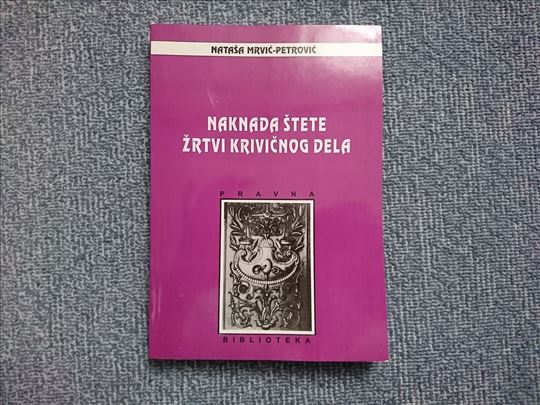 NATAŠA MRVIĆ-PETROVIĆ
NAKNADA ŠTETE
ŽRTVI KRIVIČNOG DELA
PRAVNA
BIBLIOTEKA